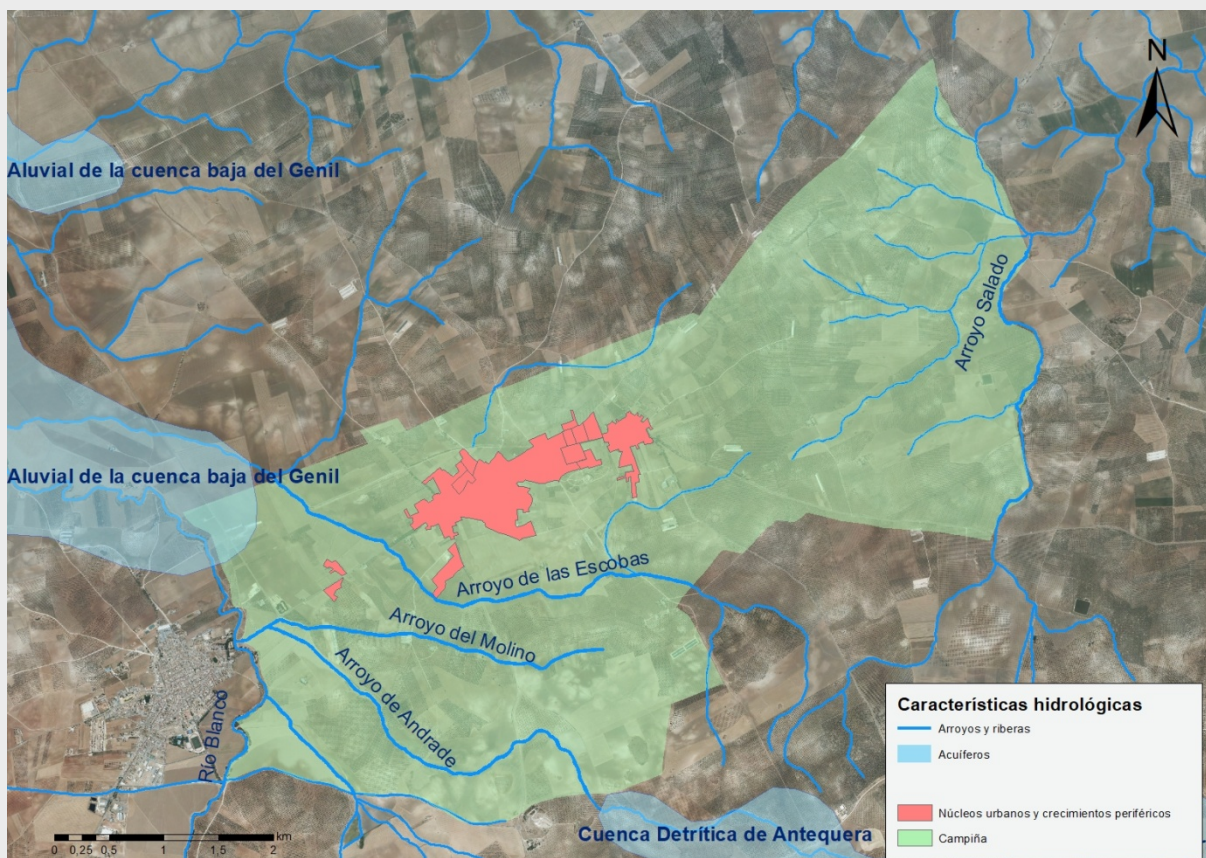 N
Aluvial de la cuenca baja del Genil
Arroyo Salado
Aluvial de la cuenca baja del Genil
Arroyo de las Escobas
Arroyo del Molino
Arroyo de Andrade
Río Blanco
Cuenca Detrítica de Antequera
km
0 0,25 0,5 1 1,5 2
Características hidrológicas
Arroyos y riberas
Acuíferos
Núcleos urbanos y crecimientos periféricos
Campiña